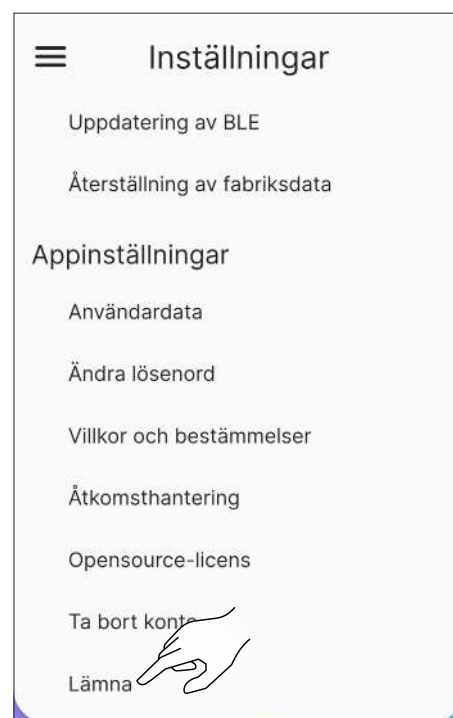 Inställningar
Uppdatering av BLE
Återställning av fabriksdata
Appinställningar
Användardata
Ändra lösenord
Villkor och bestämmelser
Åtkomsthantering
Opensource-licens
Ta bort konto
Lämna